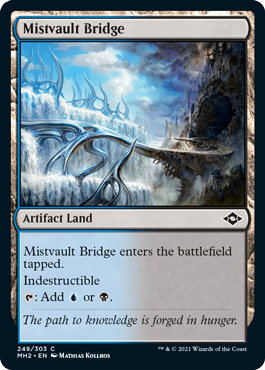 Mistvault Bridge
Artifact Land
Mistvault Bridge enters the battlefield
tapped.
Indestructible
: Add or .
The path to knowledge is forged in hunger.
249/303 C
MH2 • EN Mathias Kollros
™ & © 2021 Wizards of the Coast